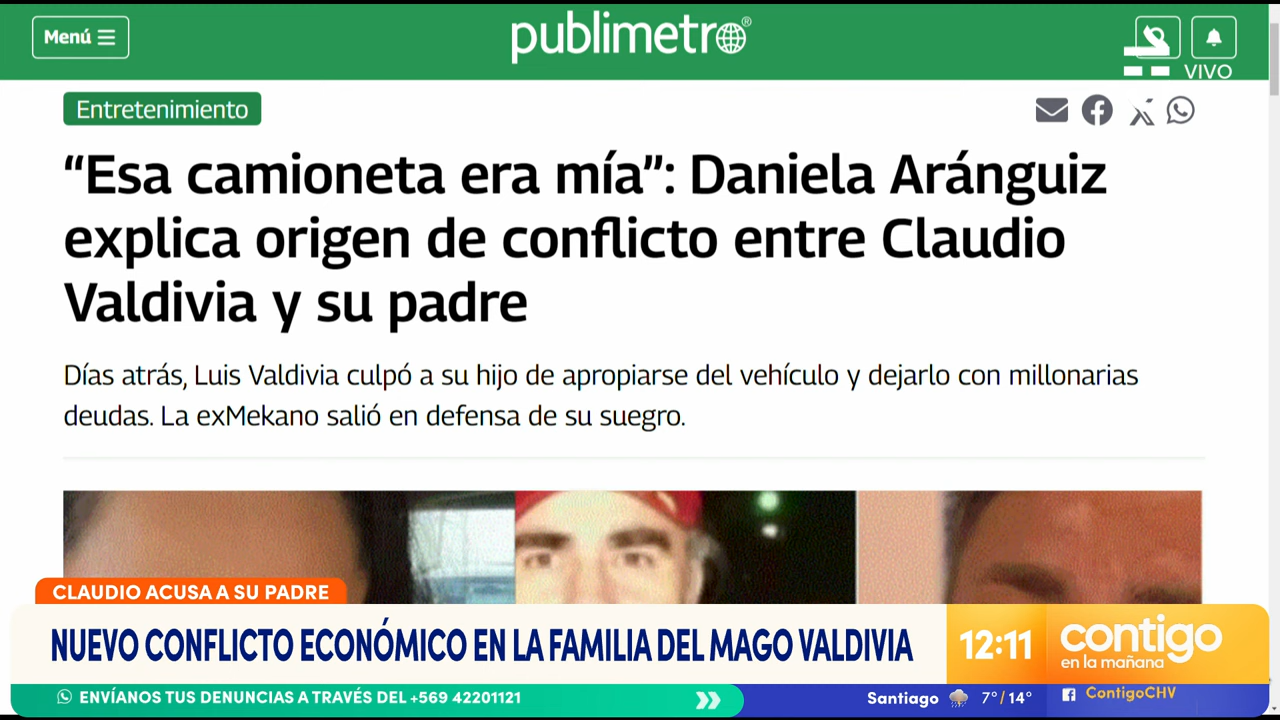 Menú
publimetro®
VIVO
Entretenimiento
“Esa camioneta era mía”: Daniela Aránguiz
explica origen de conflicto entre Claudio
Valdivia y su padre
Días atrás, Luis Valdivia culpó a su hijo de apropiarse del vehículo y dejarlo con millonarias
deudas. La exMekano salió en defensa de su suegro.
CLAUDIO ACUSA A SU PADRE
NUEVO CONFLICTO ECONÓMICO EN LA FAMILIA DEL MAGO VALDIVIA
12:11
contigo
en la mañana
ENVÍANOS TUS DENUNCIAS A TRAVÉS DEL +569 42201121
Santiago 7°/14°
ContigoCHV